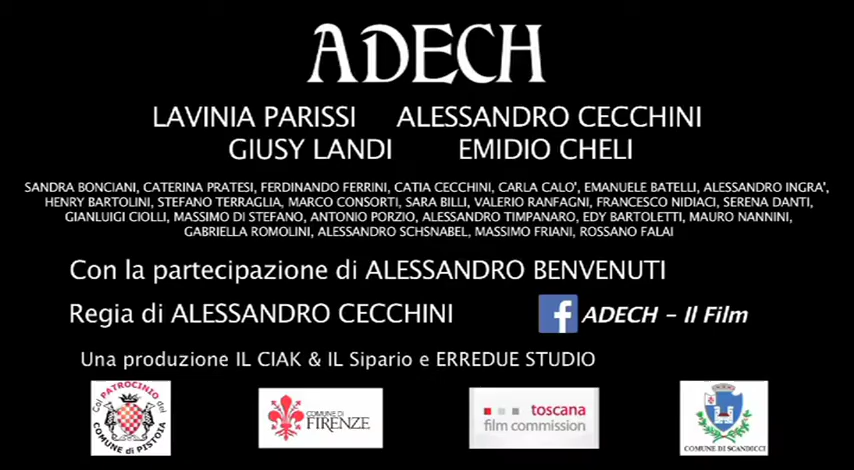 ADECH
LAVINIA PARISSI ALESSANDRO CECCHINI
GIUSY LANDI EMIDIO CHELI
SANDRA BONCIANI, CATERINA PRATESI, FERDINANDO FERRINI, CATIA CECCHINI, CARLA CALO', EMANUELE BATELLI, ALESSANDRO INGRA',
HENRY BARTOLINI, STEFANO TERRAGLIA, MARCO CONSORTI, SARA BILLI, VALERIO RANFAGNI, FRANCESCO NIDIACI, SERENA DANTI,
GIANLUIGI CIOLLI, MASSIMO DI STEFANO, ANTONIO PORZIO, ALESSANDRO TIMPANARO, EDY BARTOLETTI, MAURO NANNINI,
GABRIELLA ROMOLINI, ALESSANDRO SCHSNABEL, MASSIMO FRIANI, ROSSANO FALAI
Con la partecipazione di ALESSANDRO BENVENUTI
Regia di ALESSANDRO CECCHINI
f ADECH - Il Film
Una produzione IL CIAK & IL Sipario e ERREDUE STUDIO
Col PATROCINIO del
COMUNE di PISTOIA
COMUNE DI
FIRENZE
toscana
film commission
COMUNE DI SCANDICCI